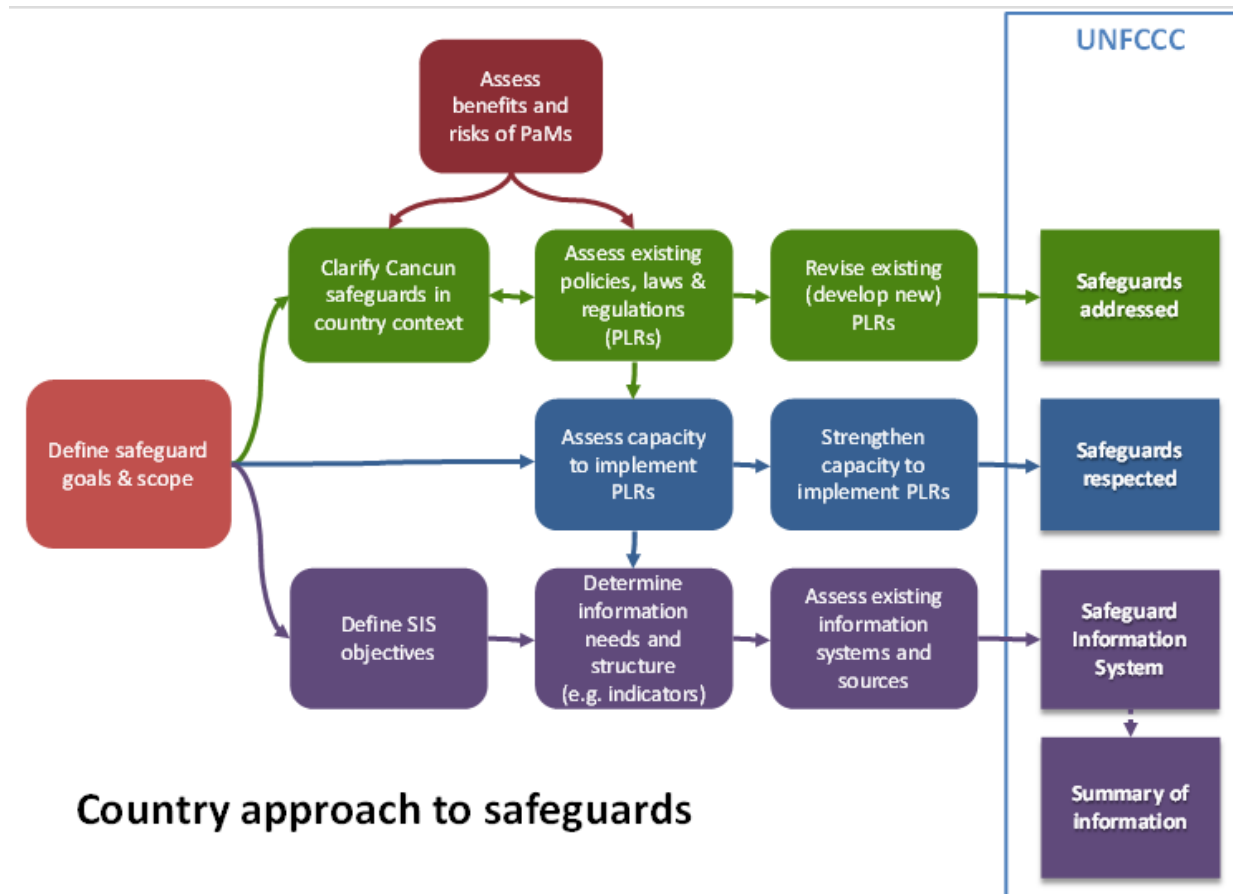 UNFCCC
Assess
benefits and
risks of PaMs
Clarify Cancun
safeguards in
country context
Assess existing
policies, laws &
regulations
(PLRs)
Revise existing
(develop new)
PLRs
Safeguards
addressed
Define safeguard
goals & scope
Assess capacity
to implement
PLRs
Strengthen
capacity to
implement PLRs
Safeguards
respected
Define SIS
objectives
Determine
information
needs and
structure
(e.g. indicators)
Assess existing
information
systems and
sources
Safeguard
Information
System
Summary of
information
Country approach to safeguards